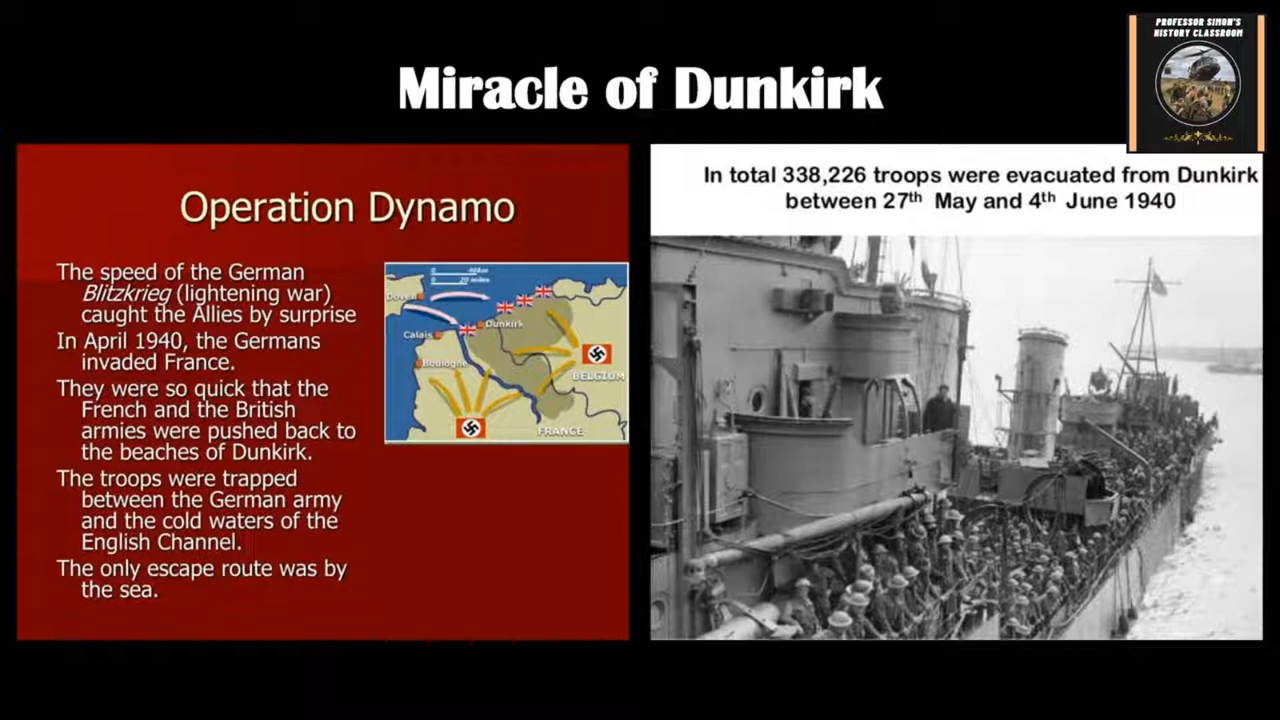 PROFESSOR SIMON'S
HISTORY CLASSROOM
Miracle of Dunkirk
Operation Dynamo
The speed of the German
Blitzkrieg (lightening war)
caught the Allies by surprise
In April 1940, the Germans
invaded France.
They were so quick that the
French and the British
armies were pushed back to
the beaches of Dunkirk.
The troops were trapped
between the German army
and the cold waters of the
English Channel.
The only escape route was by
the sea.
20 miles
Dover
Dunkirk
Calais
Boulogne
BELGIUM
FRANCE
In total 338,226 troops were evacuated from Dunkirk
between 27th May and 4th June 1940